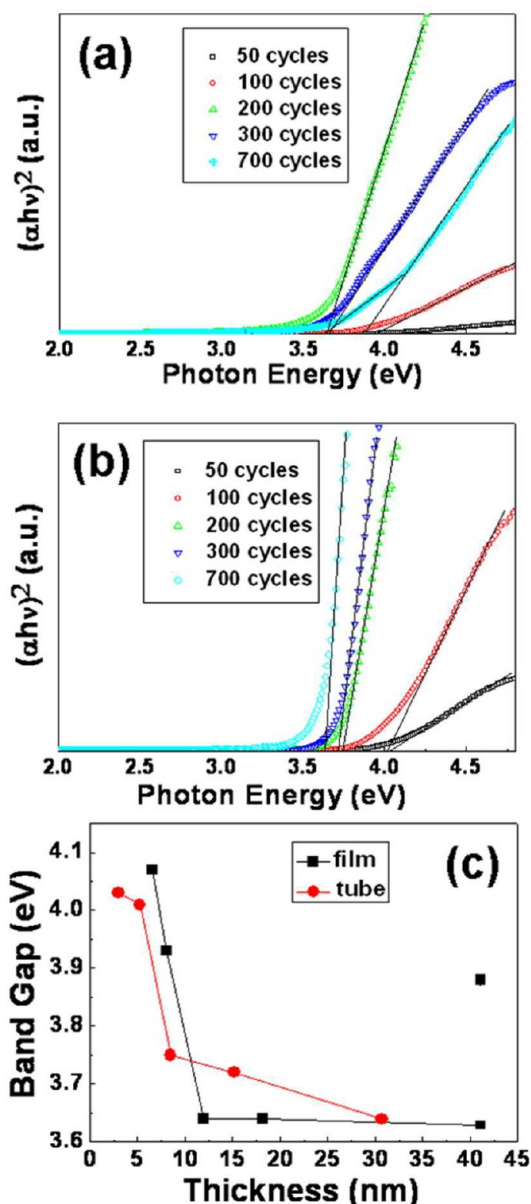 (a)
50 cycles
100 cycles
200 cycles
300 cycles
700 cycles
(αhν)² (a.u.)
2.0 2.5 3.0 3.5 4.0 4.5
Photon Energy (eV)
(b)
50 cycles
100 cycles
200 cycles
300 cycles
700 cycles
(αhν)² (a.u.)
2.0 2.5 3.0 3.5 4.0 4.5
Photon Energy (eV)
(c)
film
tube
Band Gap (eV)
4.1
4.0
3.9
3.8
3.7
3.6
0 5 10 15 20 25 30 35 40 45
Thickness (nm)